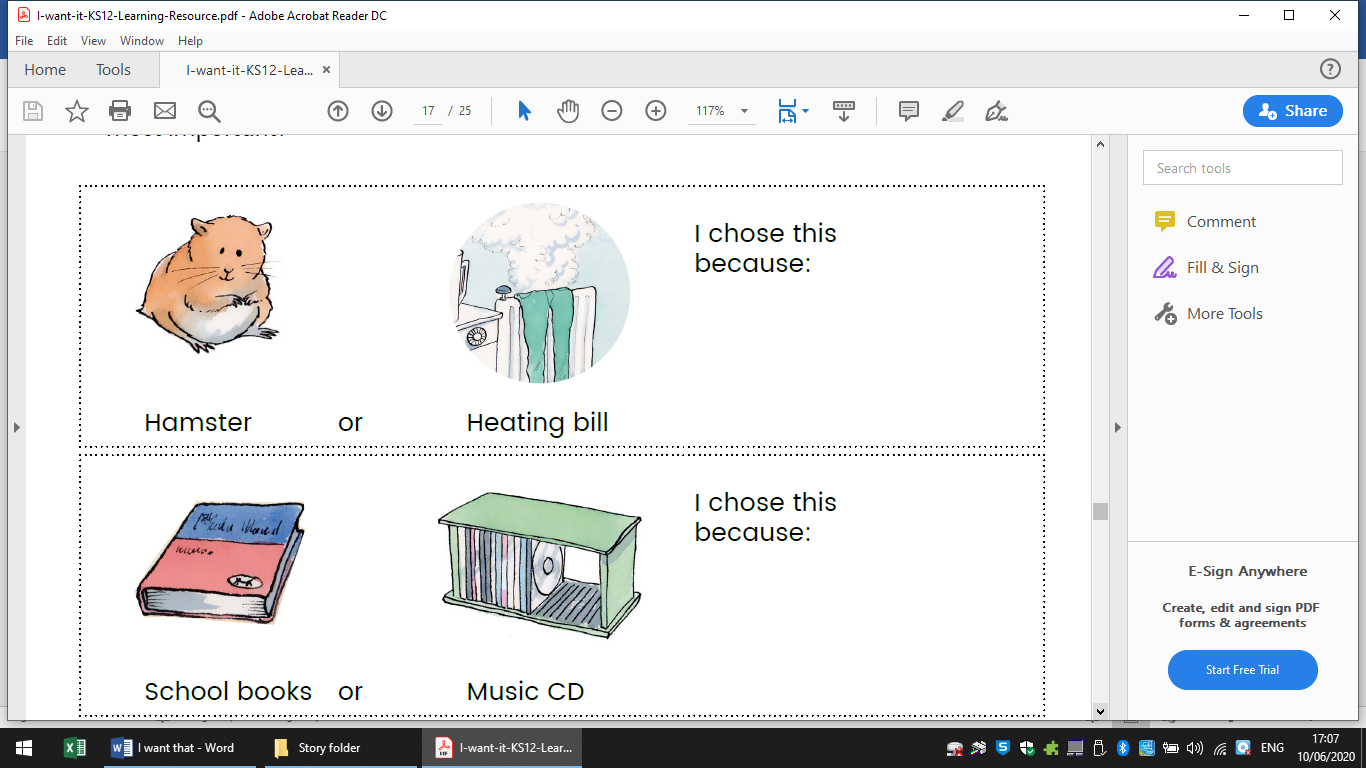 I-want-it-KS12-Learning-Resource.pdf - Adobe Acrobat Reader DC
File Edit View Window Help
Home Tools I-want-it-KS12-Lea... ×
17 / 25 117% Share
most important.
Search tools
Comment
Fill & Sign
More Tools
I chose this
because:
Hamster or Heating bill
I chose this
because:
School books or Music CD
E-Sign Anywhere
Create, edit and sign PDF
forms & agreements
Start Free Trial
I want that - Word Story folder I-want-it-KS12-Lear... ENG 17:07
10/06/2020